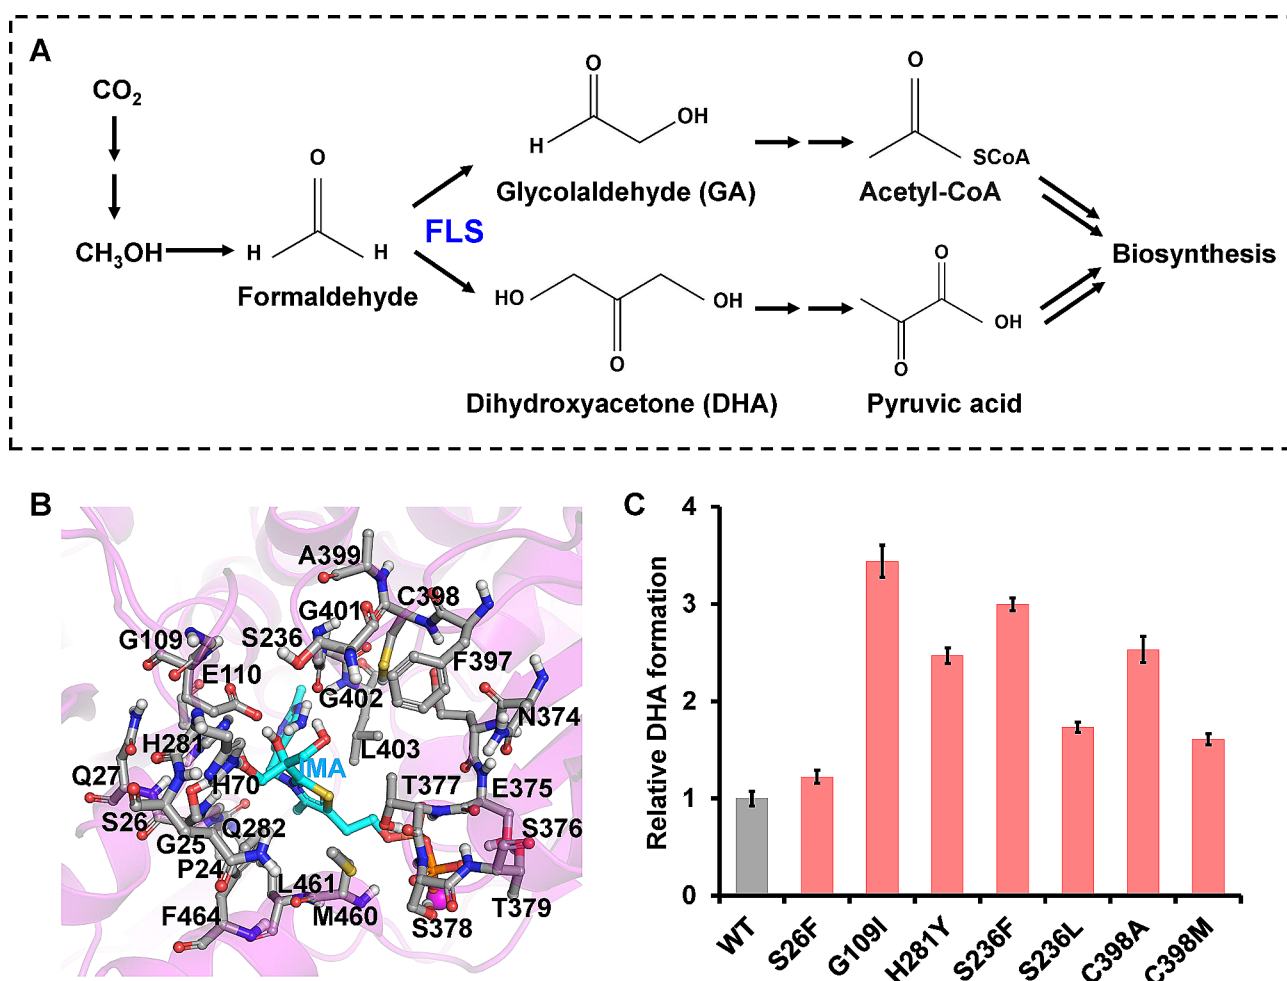 A
CO2
CH3OH
O
H H
Formaldehyde
FLS
O
H
OH
Glycolaldehyde (GA)
O
SCoA
Acetyl-CoA
Biosynthesis
HO
OH
O
Dihydroxyacetone (DHA)
O
OH
O
Pyruvic acid
B
A399
G401 C398
G109 S236
E110 F397
G402
N374
H281 L403
Q27 H70 IMA T377 E375
S26 Q282 S376
G25
P24
L461
F464 M460 T379
S378
C
Relative DHA formation
4
3
2
1
0
WT
S26F
G109I
H281Y
S236F
S236L
C398A
C398M